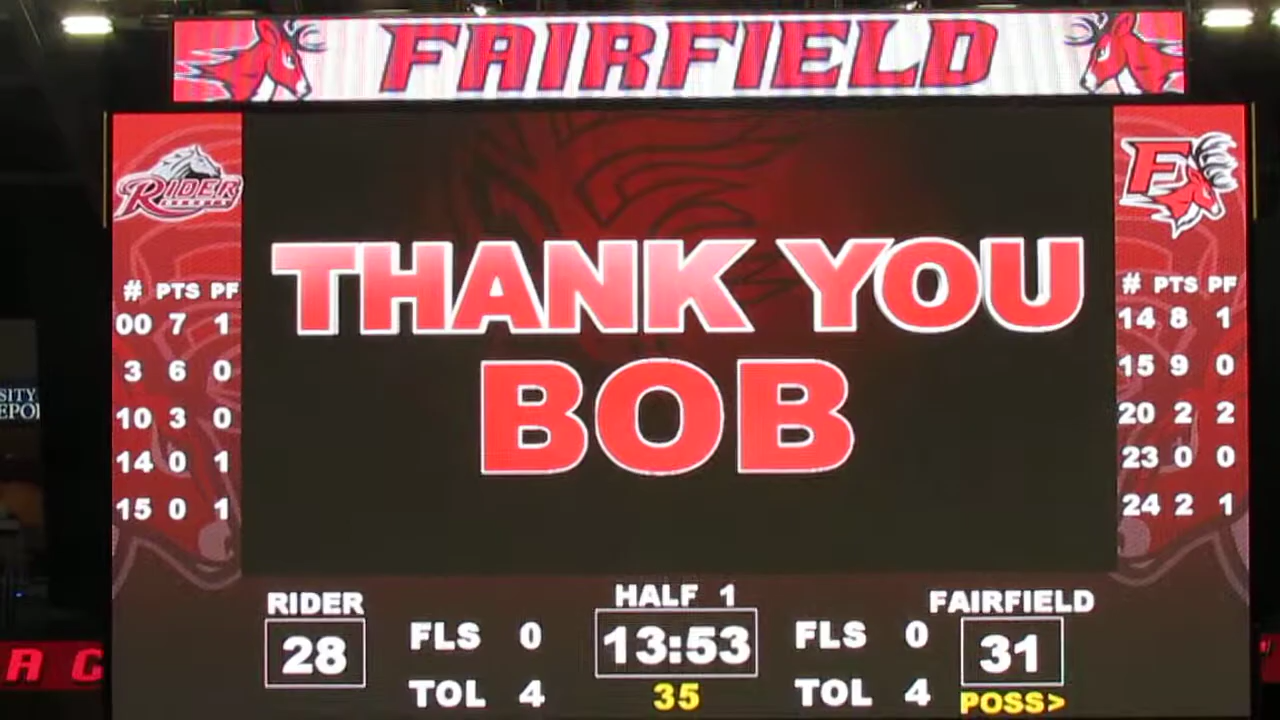 FAIRFIELD
RIDER
# PTS PF
00 7 1
3 6 0
10 3 0
14 0 1
15 0 1
THANK YOU
BOB
F
# PTS PF
14 8 1
15 9 0
20 2 2
23 0 0
24 2 1
RIDER
28
FLS 0
TOL 4
HALF 1
13:53
35
FLS 0
TOL 4
FAIRFIELD
31
POSS>
SITY
A G